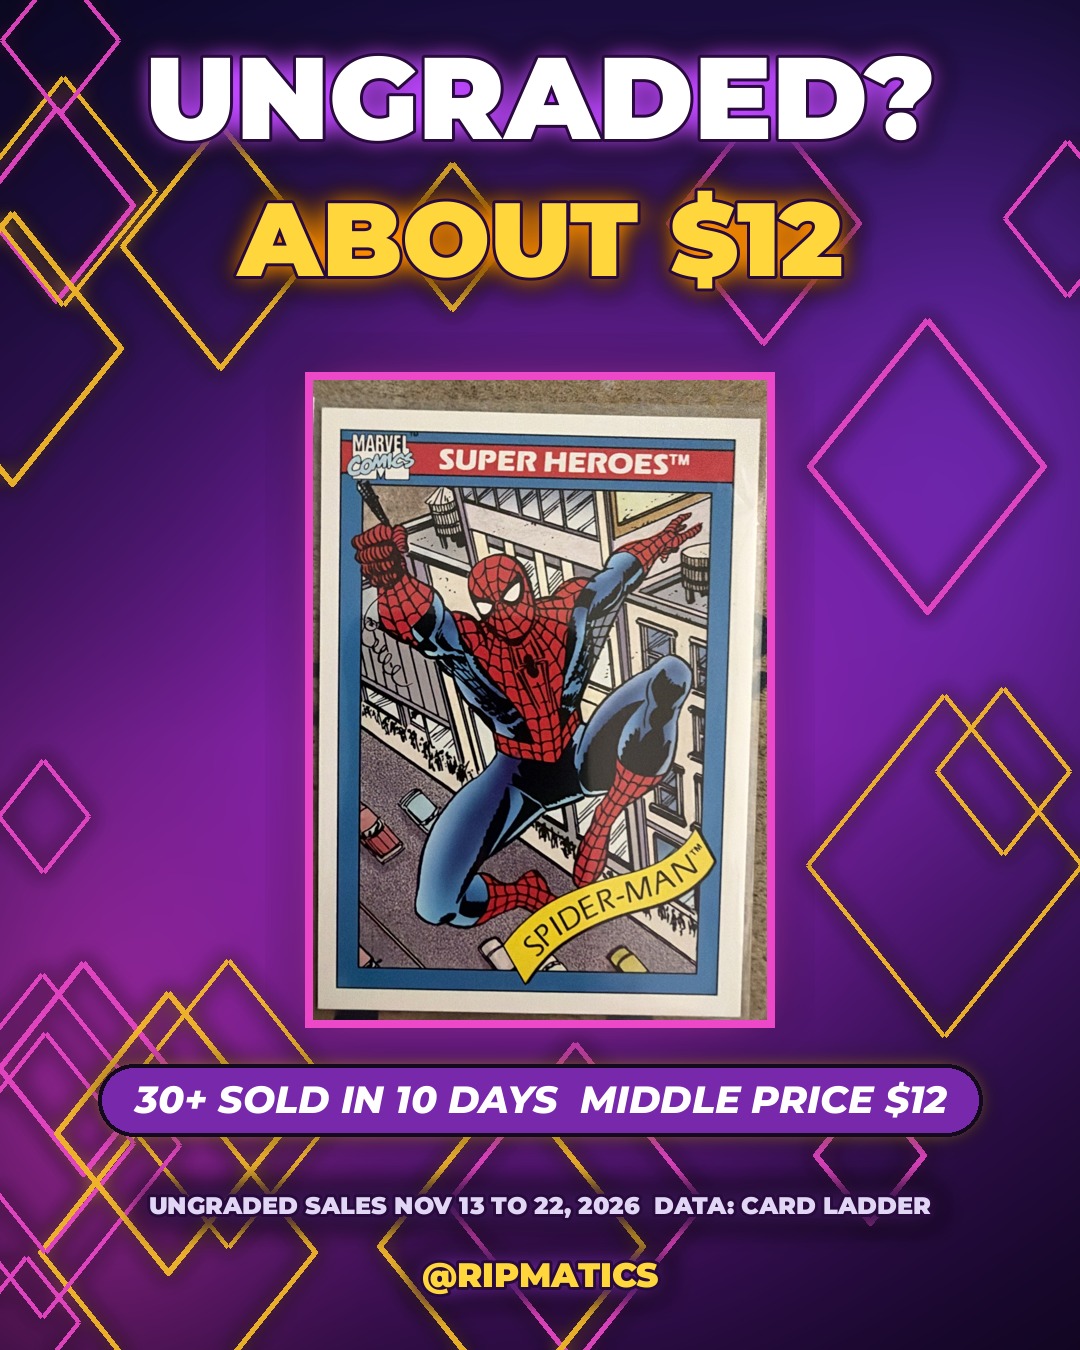 UNGRADED?
ABOUT $12
MARVEL
COMICS
SUPER HEROES™
SPIDER-MAN™
30+ SOLD IN 10 DAYS MIDDLE PRICE $12
UNGRADED SALES NOV 13 TO 22, 2026 DATA: CARD LADDER
@RIPMATICS